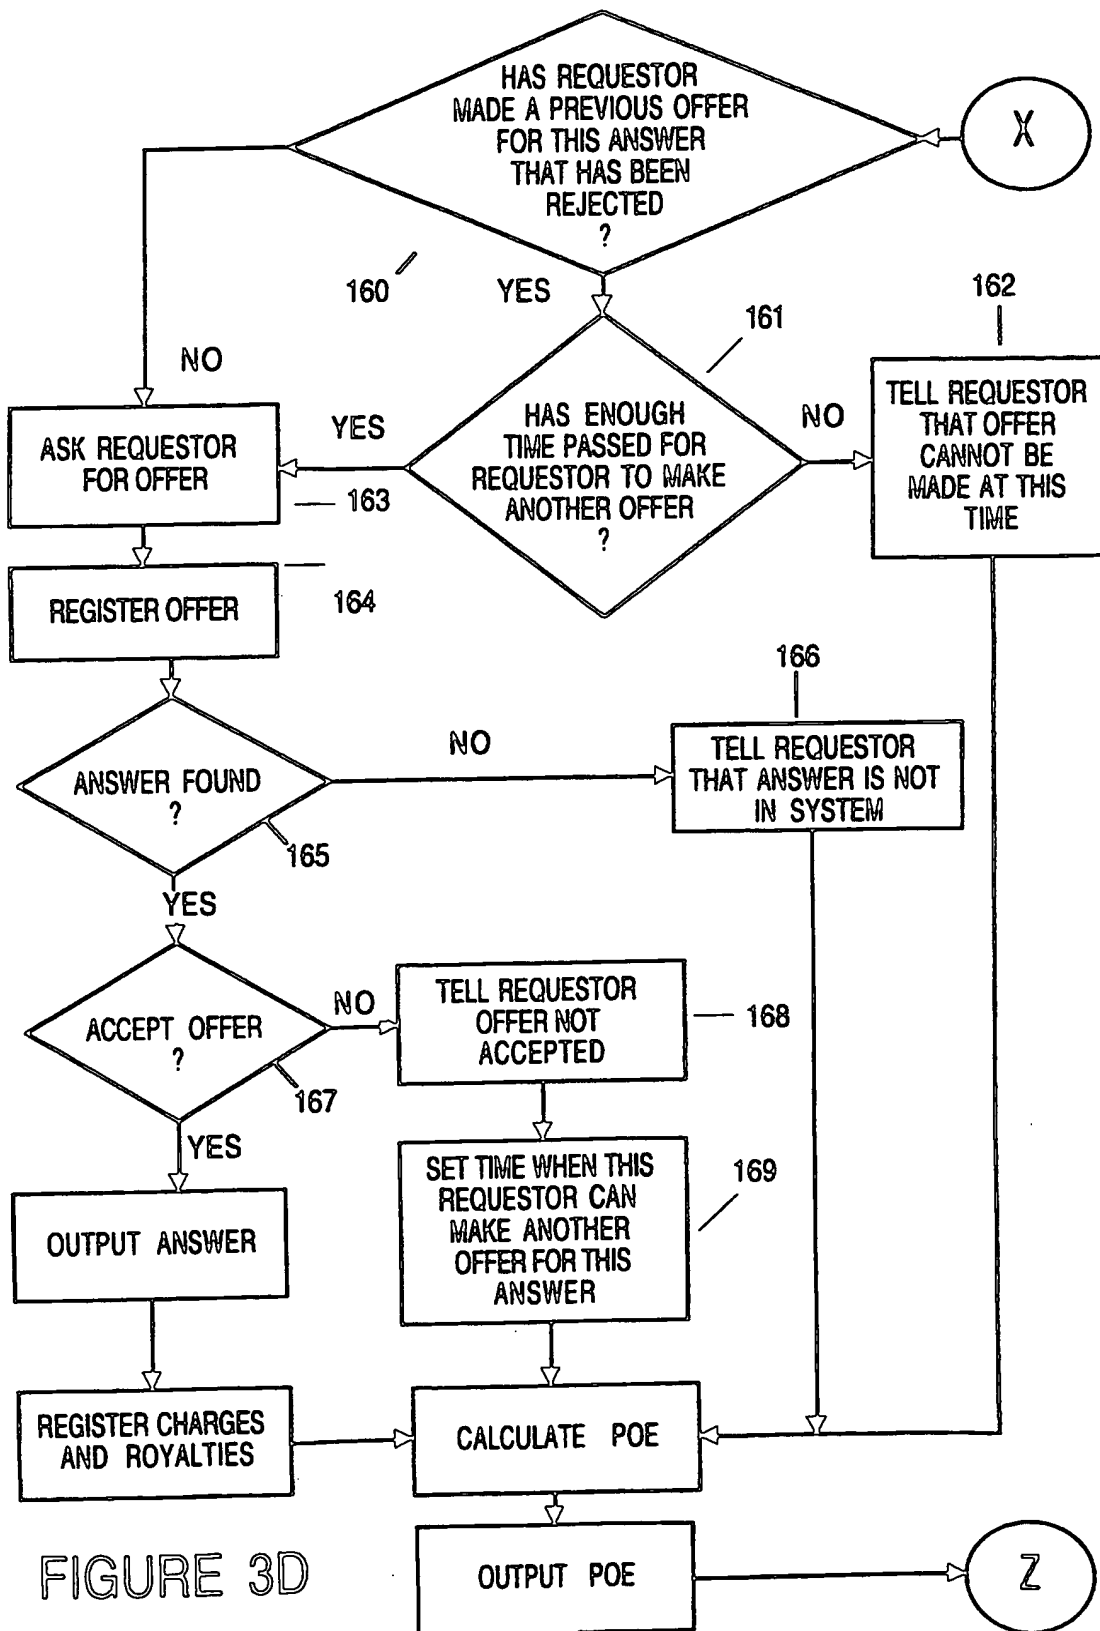 HAS REQUESTOR
MADE A PREVIOUS OFFER
FOR THIS ANSWER
THAT HAS BEEN
REJECTED
?
X
160
YES
162
161
NO
TELL REQUESTOR
THAT OFFER
CANNOT BE
MADE AT THIS
TIME
ASK REQUESTOR
FOR OFFER
YES
HAS ENOUGH
TIME PASSED FOR
REQUESTOR TO MAKE
ANOTHER OFFER
?
NO
163
REGISTER OFFER
164
166
ANSWER FOUND
?
NO
TELL REQUESTOR
THAT ANSWER IS NOT
IN SYSTEM
165
YES
ACCEPT OFFER
?
NO
TELL REQUESTOR
OFFER NOT
ACCEPTED
168
167
YES
SET TIME WHEN THIS
REQUESTOR CAN
MAKE ANOTHER
OFFER FOR THIS
ANSWER
169
OUTPUT ANSWER
REGISTER CHARGES
AND ROYALTIES
CALCULATE POE
OUTPUT POE
Z
FIGURE 3D